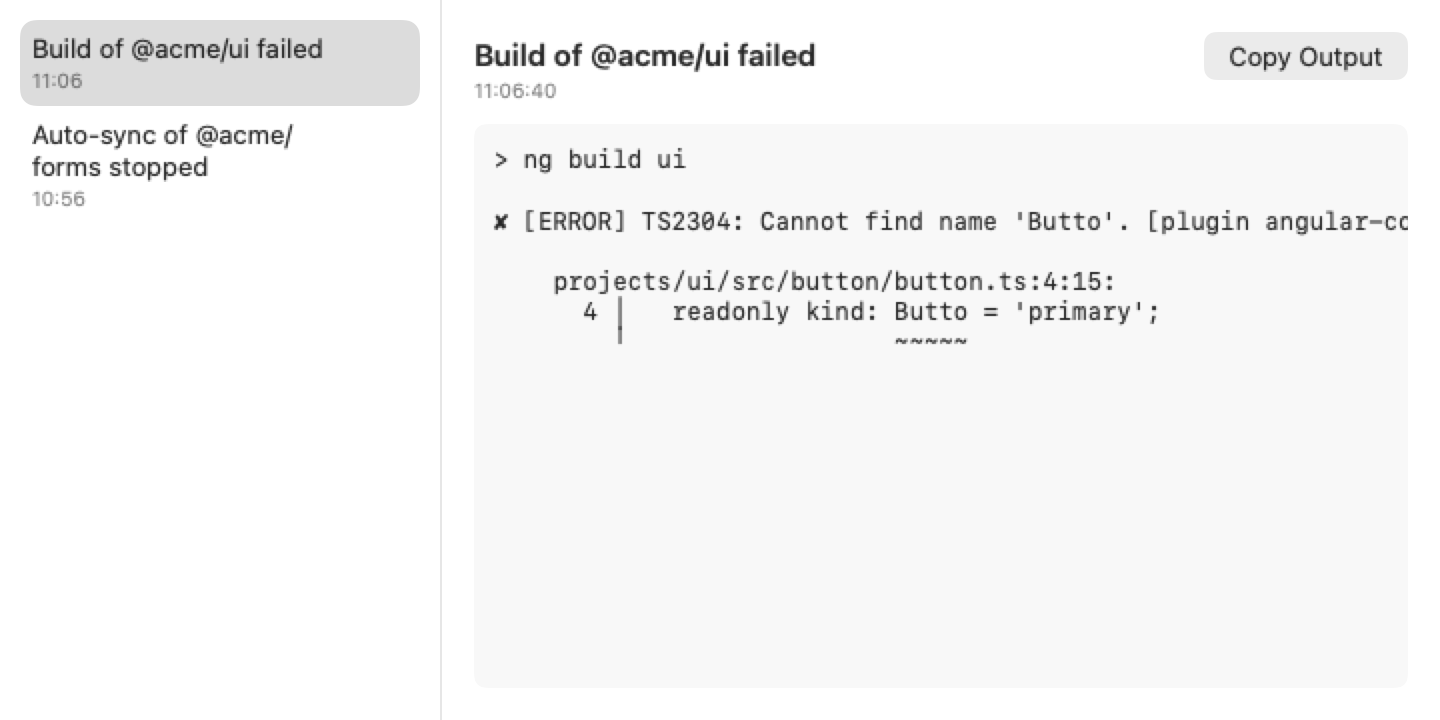 Build of @acme/ui failed
11:06
Auto-sync of @acme/
forms stopped
10:56
Build of @acme/ui failed
11:06:40
Copy Output
> ng build ui
✘ [ERROR] TS2304: Cannot find name 'Butto'. [plugin angular-co
projects/ui/src/button/button.ts:4:15:
4 │   readonly kind: Butto = 'primary';
~~~~~